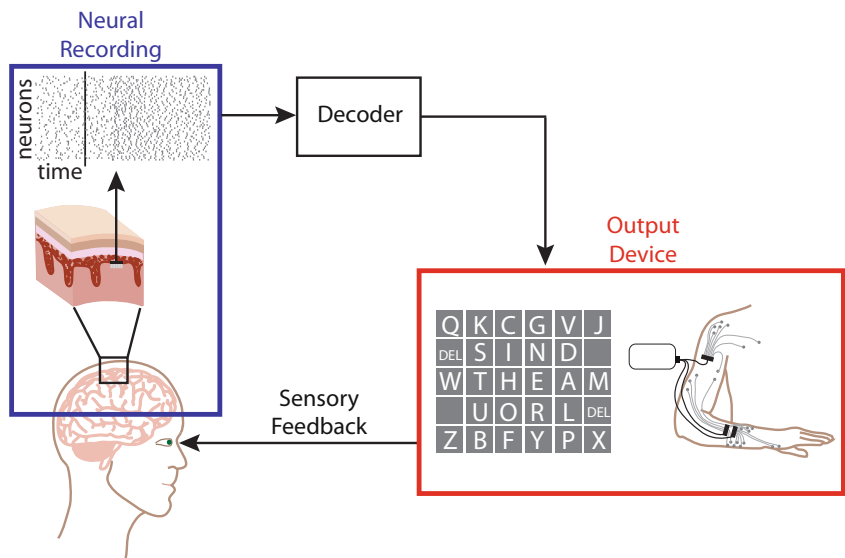 Neural
Recording
neurons
time
Decoder
Output
Device
Q K C G V J
DEL S I N D
W T H E A M
U O R L DEL
Z B F Y P X
Sensory
Feedback